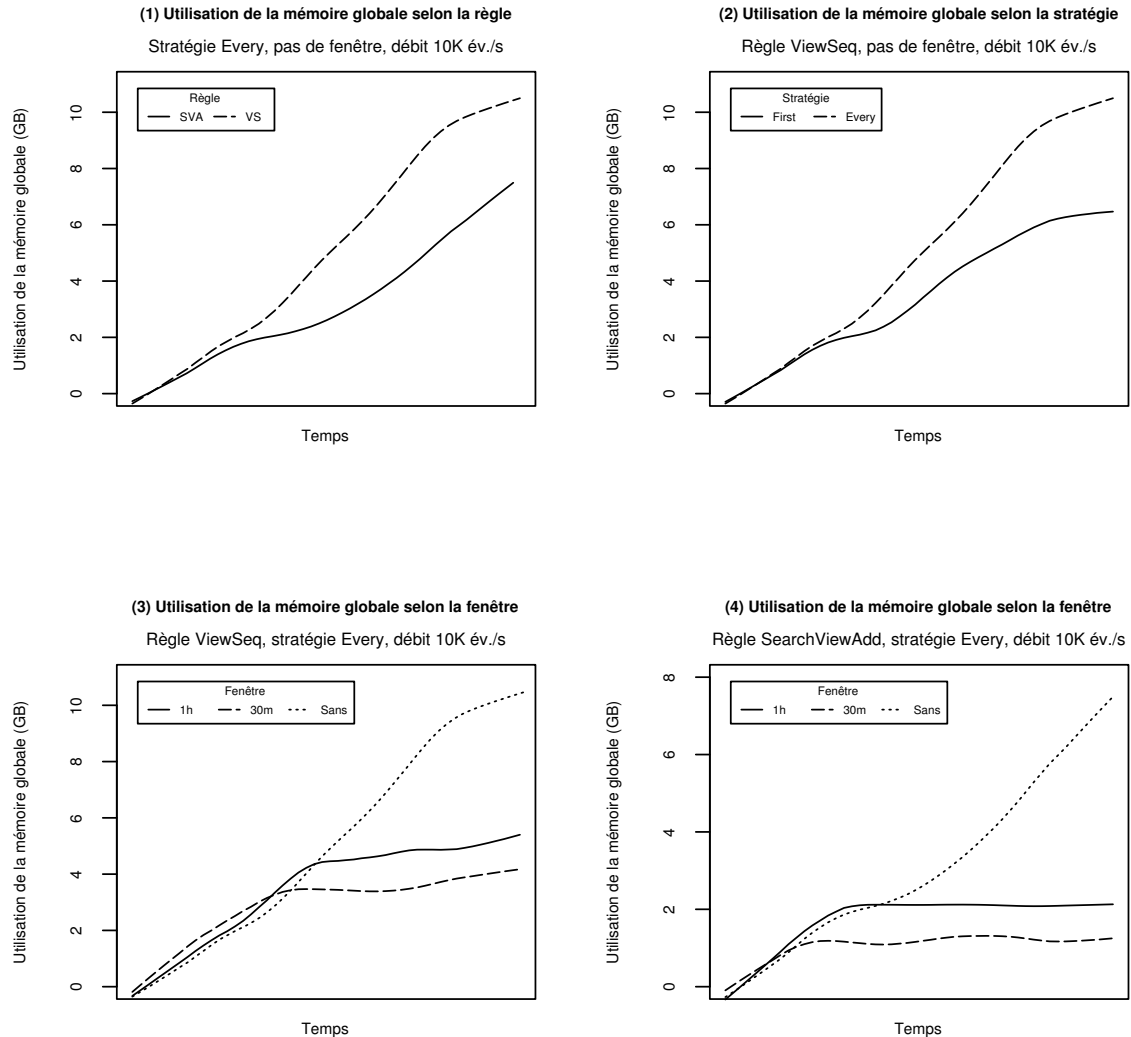 (1) Utilisation de la mémoire globale selon la règle
Stratégie Every, pas de fenêtre, débit 10K év./s
Règle
SVA VS
Utilisation de la mémoire globale (GB)
10
8
6
4
2
0
Temps
(2) Utilisation de la mémoire globale selon la stratégie
Règle ViewSeq, pas de fenêtre, débit 10K év./s
Stratégie
First Every
Utilisation de la mémoire globale (GB)
10
8
6
4
2
0
Temps
(3) Utilisation de la mémoire globale selon la fenêtre
Règle ViewSeq, stratégie Every, débit 10K év./s
Fenêtre
1h 30m Sans
Utilisation de la mémoire globale (GB)
10
8
6
4
2
0
Temps
(4) Utilisation de la mémoire globale selon la fenêtre
Règle SearchViewAdd, stratégie Every, débit 10K év./s
Fenêtre
1h 30m Sans
Utilisation de la mémoire globale (GB)
8
6
4
2
0
Temps